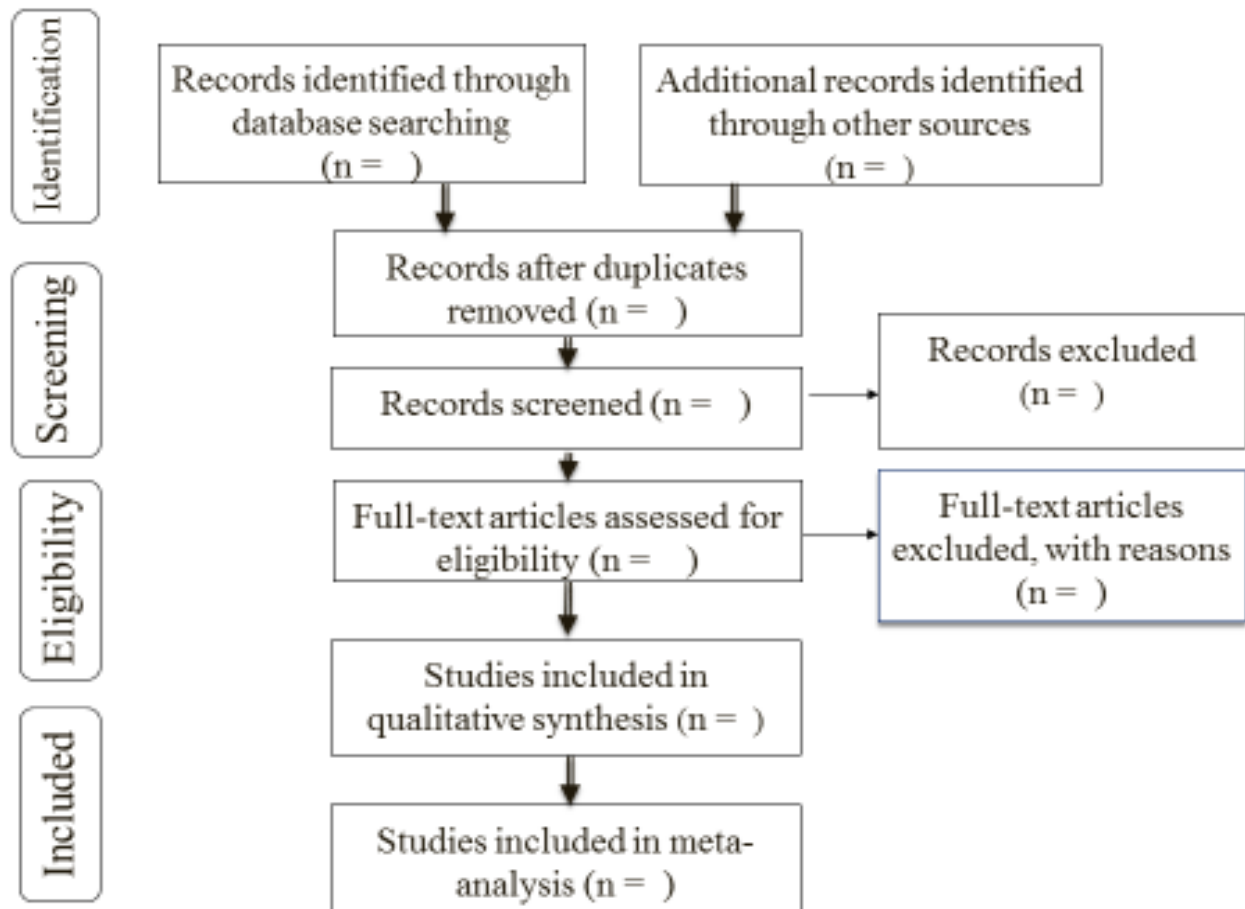 Identification
Records identified through
database searching
(n =   )
Additional records identified
through other sources
(n =   )
Records after duplicates
removed (n =   )
Screening
Records screened (n =   )
Records excluded
(n =   )
Eligibility
Full-text articles assessed for
eligibility (n =   )
Full-text articles
excluded, with reasons
(n =   )
Studies included in
qualitative synthesis (n =   )
Included
Studies included in meta-
analysis (n =   )